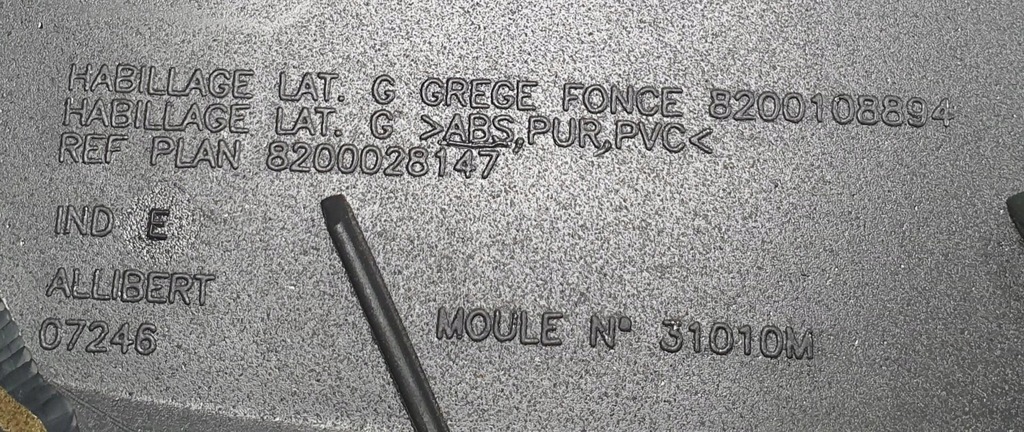 HABILLAGE LAT. G GREGE FONCE 8200108894
HABILLAGE LAT. G >ABS,PUR,PVC<
REF PLAN 8200028147
IND E
ALLIBERT
07246
MOULE N° 31010M